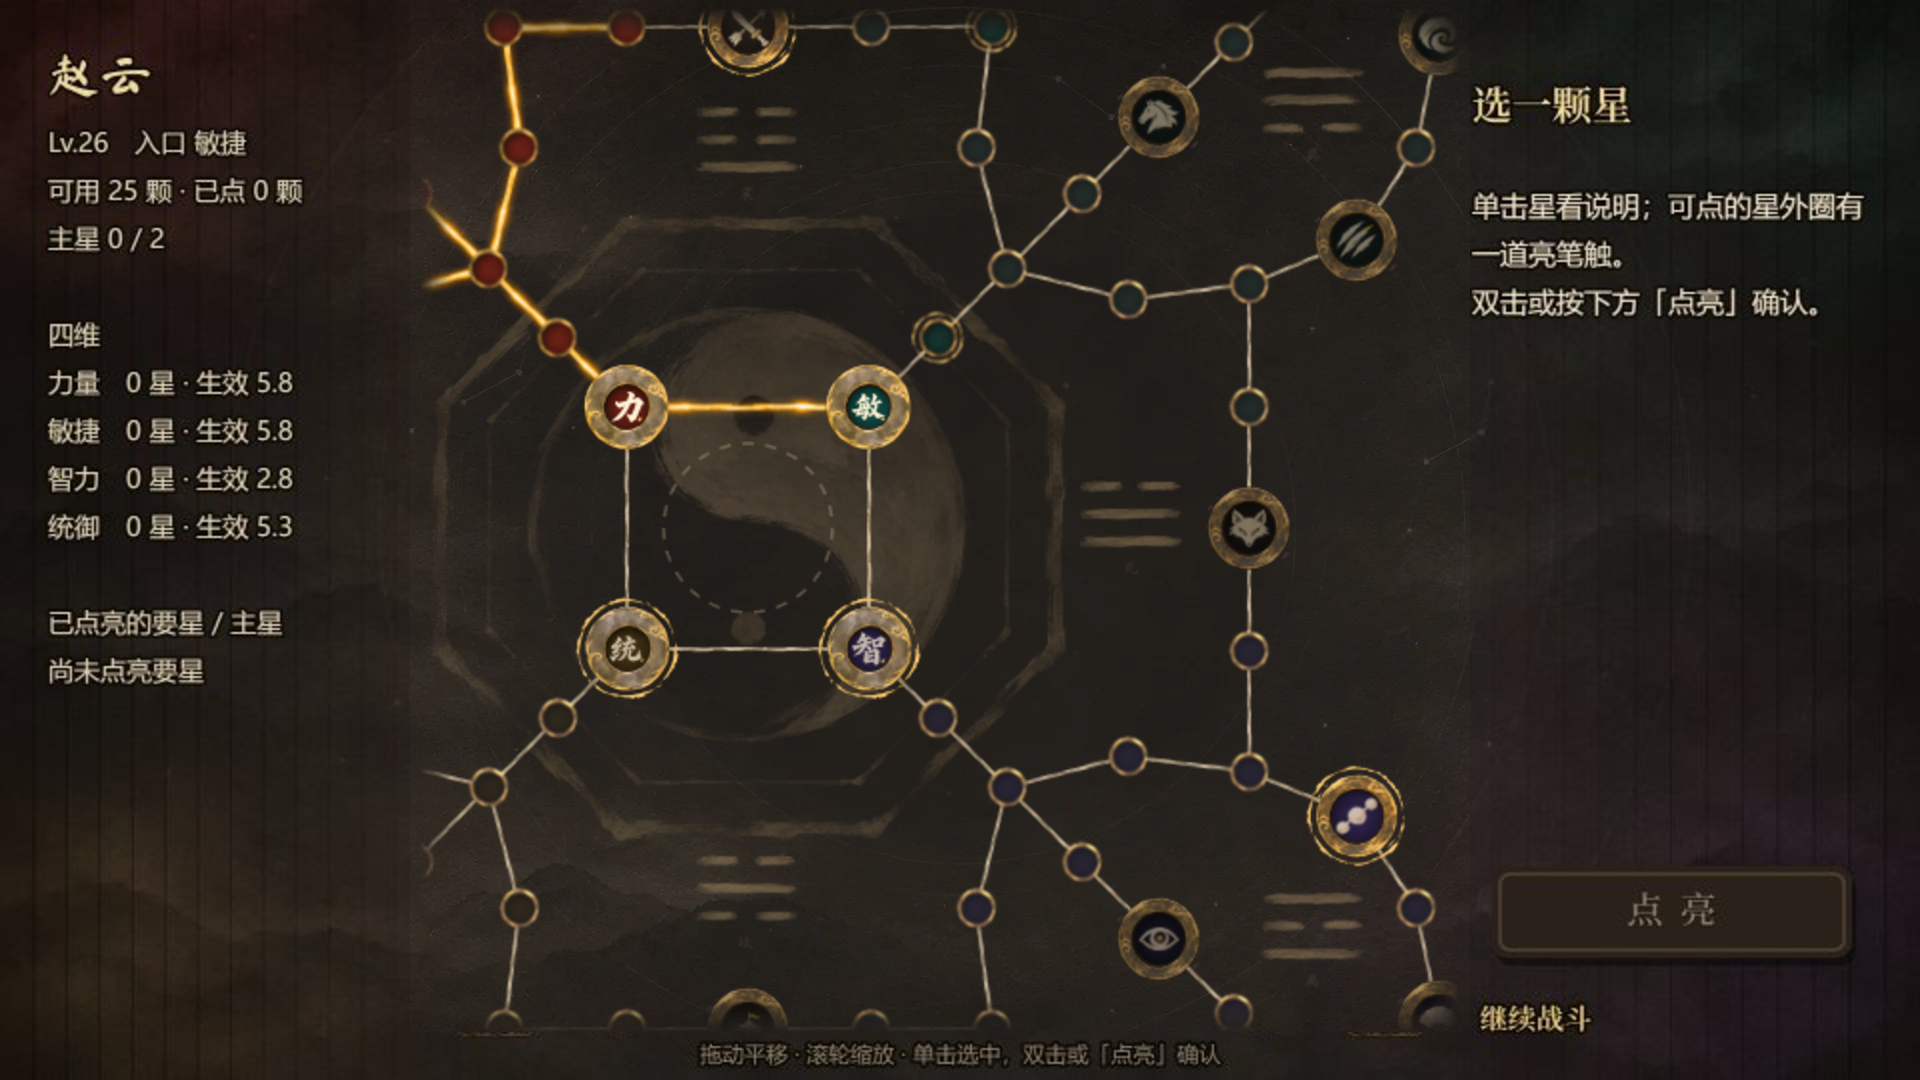 赵云
Lv.26 入口 敏捷
可用 25 颗 · 已点 0 颗
主星 0 / 2
四维
力量 0 星 · 生效 5.8
敏捷 0 星 · 生效 5.8
智力 0 星 · 生效 2.8
统御 0 星 · 生效 5.3
已点亮的要星 / 主星
尚未点亮要星
力
敏
统
智
选一颗星
单击星看说明；可点的星外圈有
一道亮笔触。
双击或按下方「点亮」确认。
点亮
继续战斗
拖动平移 · 滚轮缩放 · 单击选中，双击或「点亮」确认